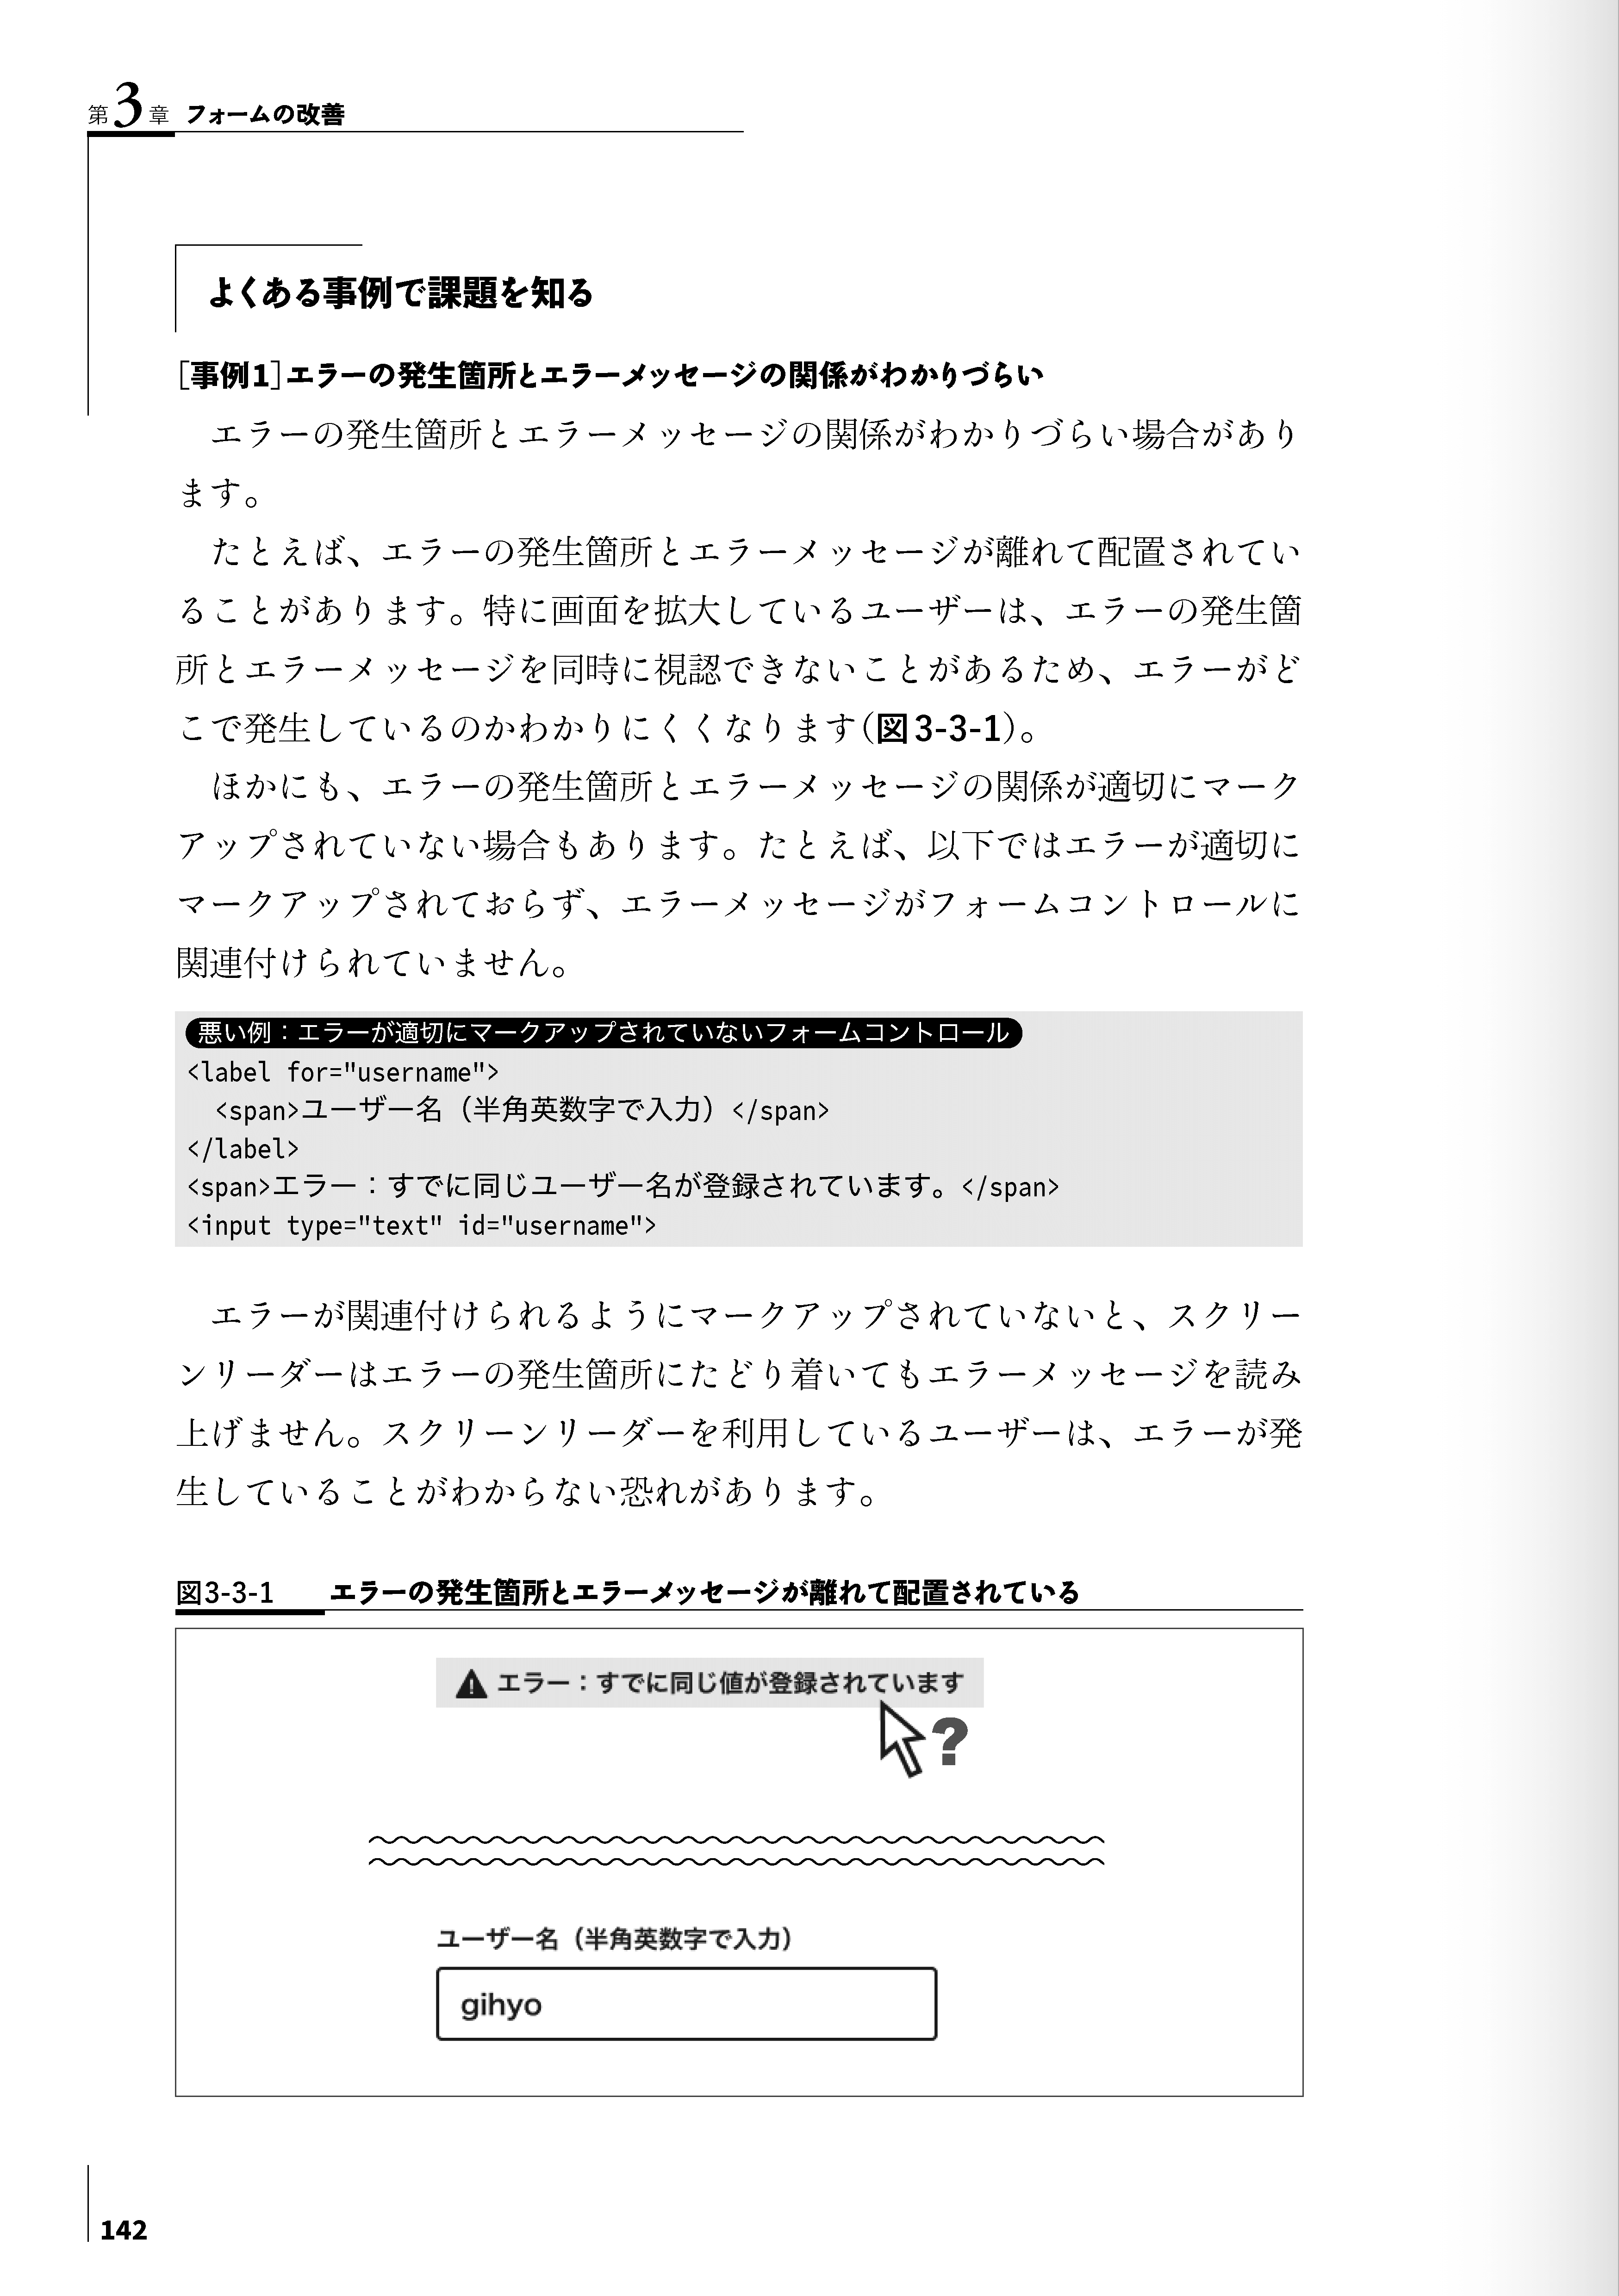 第3章 フォームの改善
よくある事例で課題を知る
[事例1]エラーの発生箇所とエラーメッセージの関係がわかりづらい
エラーの発生箇所とエラーメッセージの関係がわかりづらい場合があり
ます。
たとえば、エラーの発生箇所とエラーメッセージが離れて配置されてい
ることがあります。特に画面を拡大しているユーザーは、エラーの発生箇
所とエラーメッセージを同時に視認できないことがあるため、エラーがど
こで発生しているのかわかりにくくなります(図3-3-1)。
ほかにも、エラーの発生箇所とエラーメッセージの関係が適切にマーク
アップされていない場合もあります。たとえば、以下ではエラーが適切に
マークアップされておらず、エラーメッセージがフォームコントロールに
関連付けられていません。
悪い例：エラーが適切にマークアップされていないフォームコントロール
<label for="username">
  <span>ユーザー名（半角英数字で入力）</span>
</label>
<span>エラー：すでに同じユーザー名が登録されています。</span>
<input type="text" id="username">
エラーが関連付けられるようにマークアップされていないと、スクリー
ンリーダーはエラーの発生箇所にたどり着いてもエラーメッセージを読み
上げません。スクリーンリーダーを利用しているユーザーは、エラーが発
生していることがわからない恐れがあります。
図3-3-1 エラーの発生箇所とエラーメッセージが離れて配置されている
エラー：すでに同じ値が登録されています
?
ユーザー名（半角英数字で入力）
gihyo
142